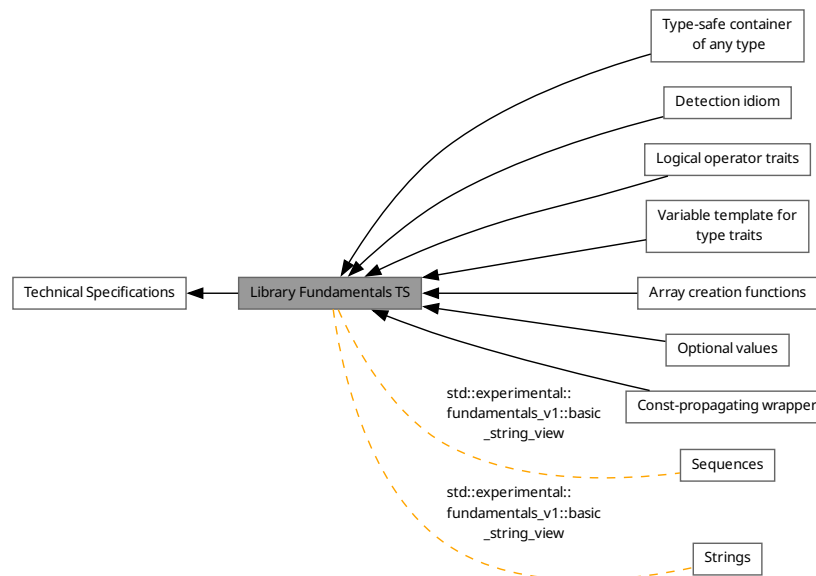 Type-safe container
of any type
Detection idiom
Logical operator traits
Variable template for
type traits
Technical Specifications
Library Fundamentals TS
Array creation functions
Optional values
Const-propagating wrapper
std::experimental::
fundamentals_v1::basic
_string_view
Sequences
std::experimental::
fundamentals_v1::basic
_string_view
Strings